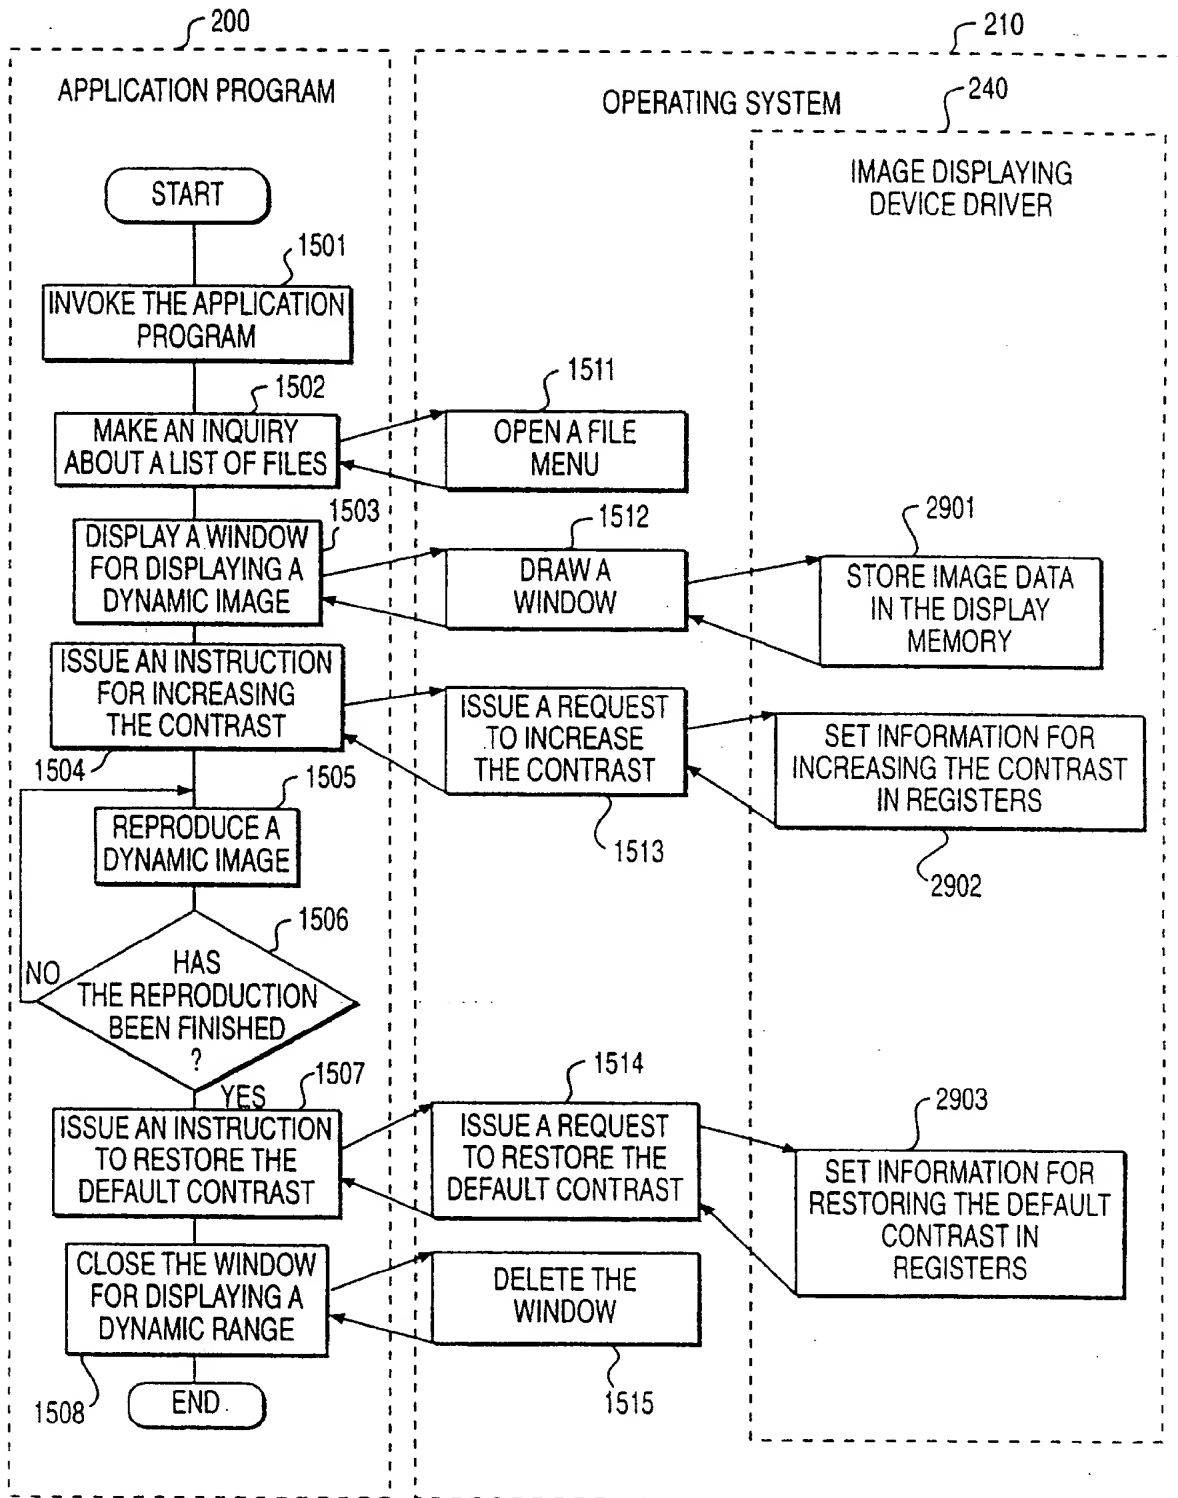 200
210
APPLICATION PROGRAM
OPERATING SYSTEM
240
IMAGE DISPLAYING
DEVICE DRIVER
START
1501
INVOKE THE APPLICATION
PROGRAM
1502
MAKE AN INQUIRY
ABOUT A LIST OF FILES
1511
OPEN A FILE
MENU
1503
DISPLAY A WINDOW
FOR DISPLAYING A
DYNAMIC IMAGE
1512
DRAW A
WINDOW
2901
STORE IMAGE DATA
IN THE DISPLAY
MEMORY
ISSUE AN INSTRUCTION
FOR INCREASING
THE CONTRAST
1504
ISSUE A REQUEST
TO INCREASE
THE CONTRAST
1513
SET INFORMATION FOR
INCREASING THE CONTRAST
IN REGISTERS
2902
1505
REPRODUCE A
DYNAMIC IMAGE
1506
HAS
THE REPRODUCTION
BEEN FINISHED
?
NO
YES
1507
ISSUE AN INSTRUCTION
TO RESTORE THE
DEFAULT CONTRAST
1514
ISSUE A REQUEST
TO RESTORE THE
DEFAULT CONTRAST
2903
SET INFORMATION FOR
RESTORING THE DEFAULT
CONTRAST IN
REGISTERS
CLOSE THE WINDOW
FOR DISPLAYING A
DYNAMIC RANGE
1508
DELETE THE
WINDOW
1515
END